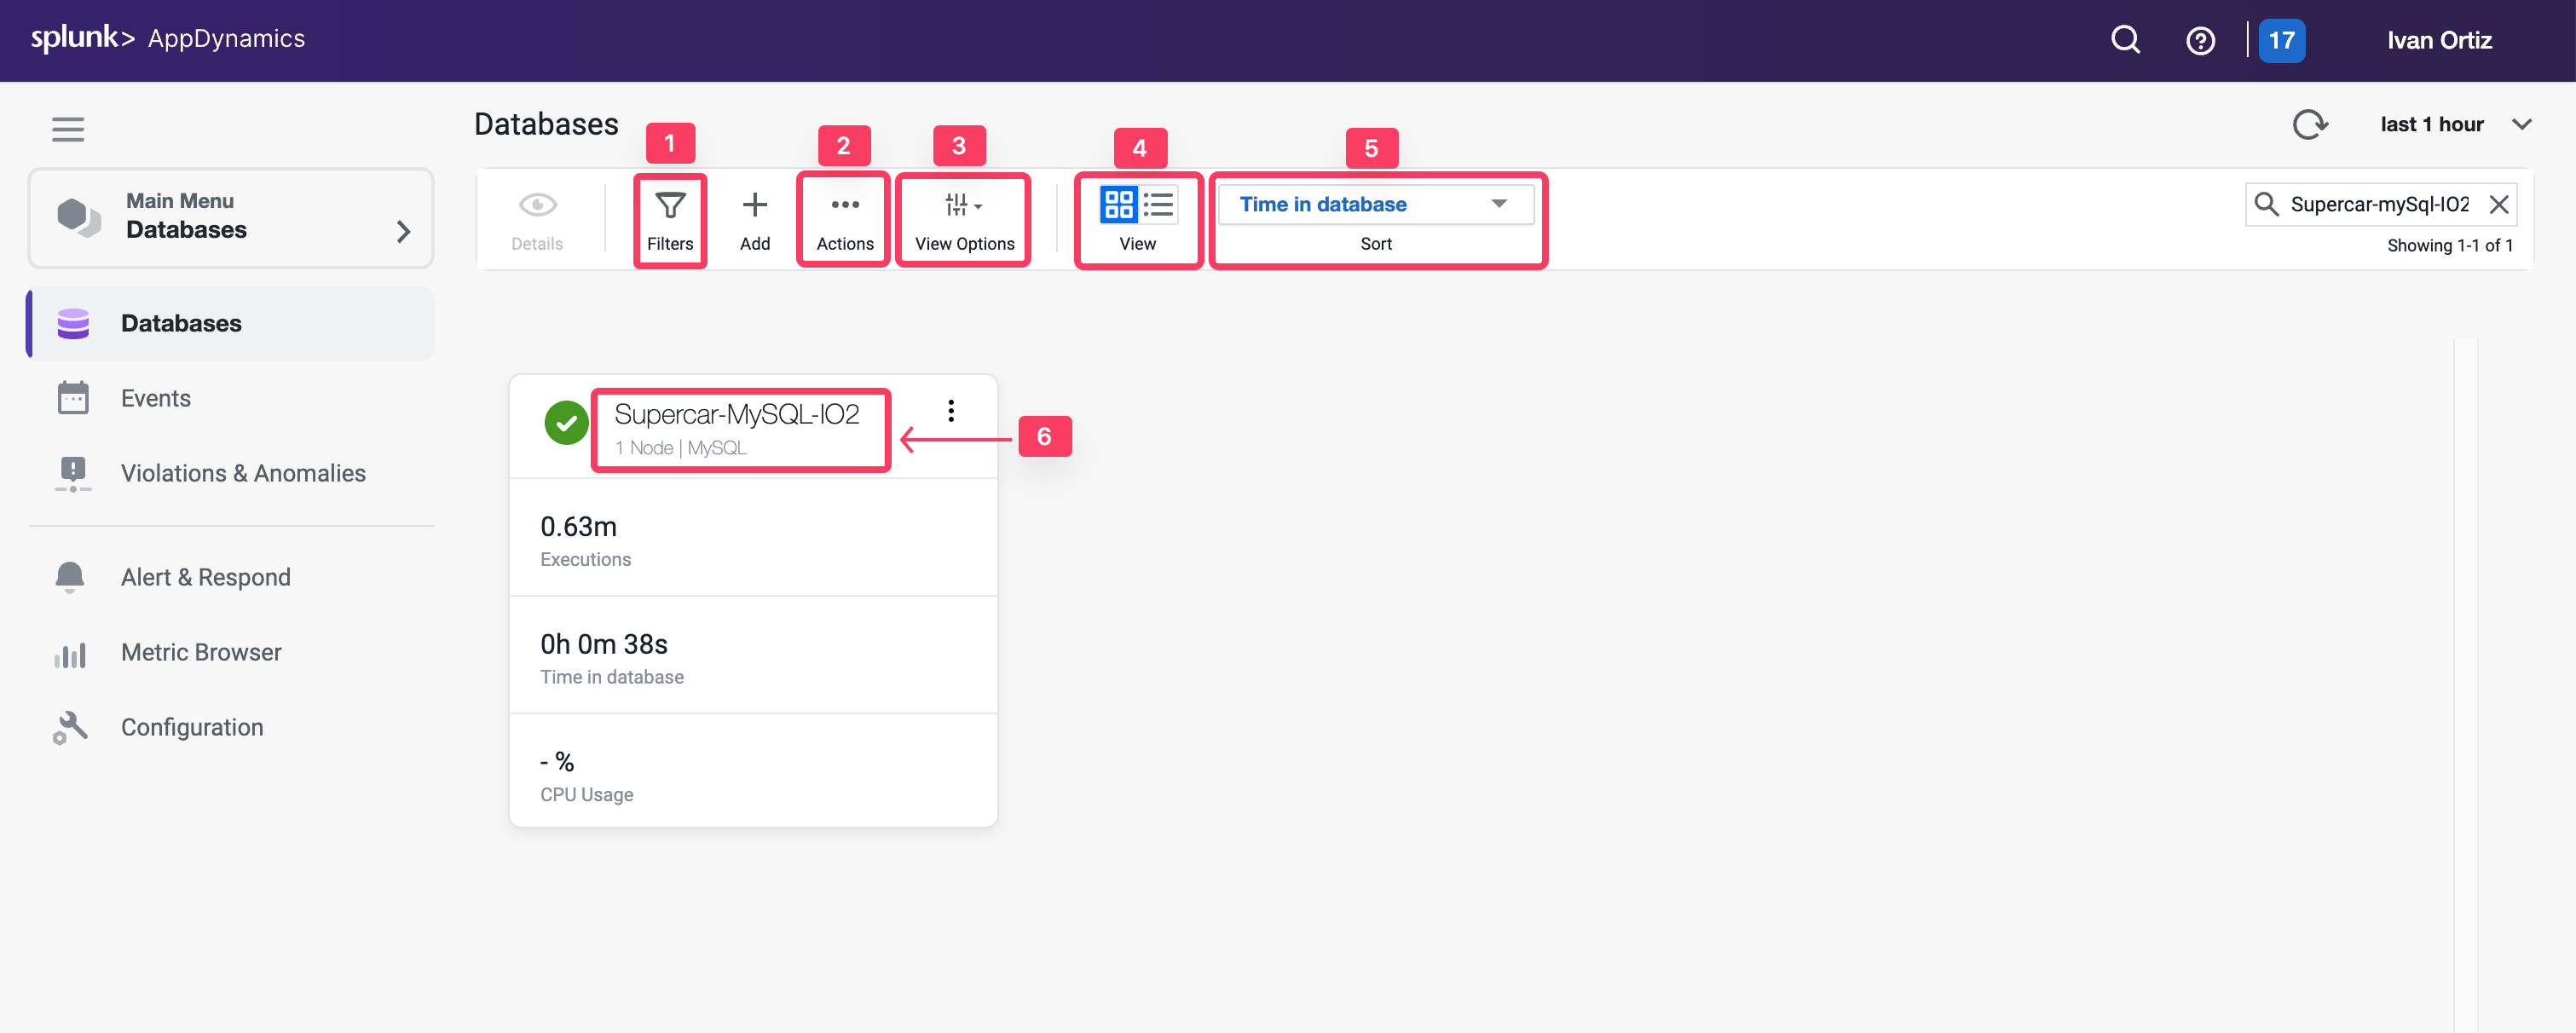 splunk> AppDynamics
17
Ivan Ortiz
Databases
last 1 hour
1
2
3
4
5
Main Menu
Databases
Details
Filters
Add
Actions
View Options
View
Time in database
Sort
Supercar-mySql-IO2
Showing 1-1 of 1
Databases
Events
Violations & Anomalies
Alert & Respond
Metric Browser
Configuration
Supercar-MySQL-IO2
1 Node | MySQL
6
0.63m
Executions
0h 0m 38s
Time in database
- %
CPU Usage